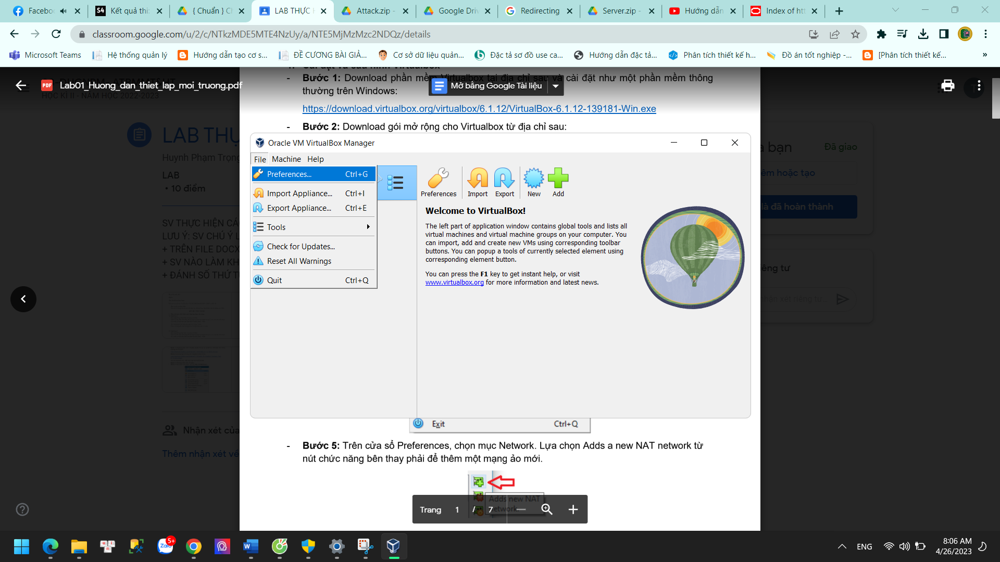 Facebo
Kết quả thi:
{ Chuẩn } C
LAB THỰC H
Attack.zip -
Google Driv
Redirecting
Server.zip -
Hướng dẫn
Index of htt
classroom.google.com/u/2/c/NTkzMDE5MTE4NzUy/a/NTE5MjMzMzc2NDQz/details
Microsoft Teams
Hệ thống quản lý
Hướng dẫn tạo cơ s...
ĐỀ CƯƠNG BÀI GIẢ...
Cơ sở dữ liệu quản...
Đặc tả sơ đồ use ca...
Hướng dẫn đặc tả...
Phân tích thiết kế h...
Đồ án tốt nghiệp -...
[Phân tích thiết kế...
»
PDF
Lab01_Huong_dan_thiet_lap_moi_truong.pdf
HỌC KÌ II - NĂM HỌC 2022-2023
Mở bằng Google Tài liệu
- Bước 1: Download phần mềm Virtualbox tại địa chỉ sau và cài đặt như một phần mềm thông
thường trên Windows:
https://download.virtualbox.org/virtualbox/6.1.12/VirtualBox-6.1.12-139181-Win.exe
- Bước 2: Download gói mở rộng cho Virtualbox từ địa chỉ sau:
LAB THỰ
Huynh Phạm Trọng
LAB
• 10 điểm
SV THỰC HIỆN CÁ
LƯU Ý: SV CHÚ Ý L
+ TRÊN FILE DOCX
+ SV NÀO LÀM KH
+ ĐÁNH SỐ THỨ T
Nhận xét của
Thêm nhận xét về
a bạn
Đã giao
êm hoặc tạo
là đã hoàn thành
êng tư
nhận xét riêng tư...
Oracle VM VirtualBox Manager
File Machine Help
Preferences... Ctrl+G
Import Appliance... Ctrl+I
Export Appliance... Ctrl+E
Tools
Check for Updates...
Reset All Warnings
Quit Ctrl+Q
Preferences
Import
Export
New
Add
Welcome to VirtualBox!
The left part of application window contains global tools and lists all
virtual machines and virtual machine groups on your computer. You
can import, add and create new VMs using corresponding toolbar
buttons. You can popup a tools of currently selected element using
corresponding element button.
You can press the F1 key to get instant help, or visit
www.virtualbox.org for more information and latest news.
Exit Ctrl+Q
- Bước 5: Trên cửa sổ Preferences, chọn mục Network. Lựa chọn Adds a new NAT network từ
nút chức năng bên thay phải để thêm một mạng ảo mới.
Adds new NAT
network
Trang 1 / 7
5+
Zalo
ENG
8:06 AM
4/26/2023